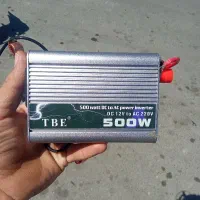 500 watt DC to AC power inverter
DC 12V to AC 220V
TBE 500W